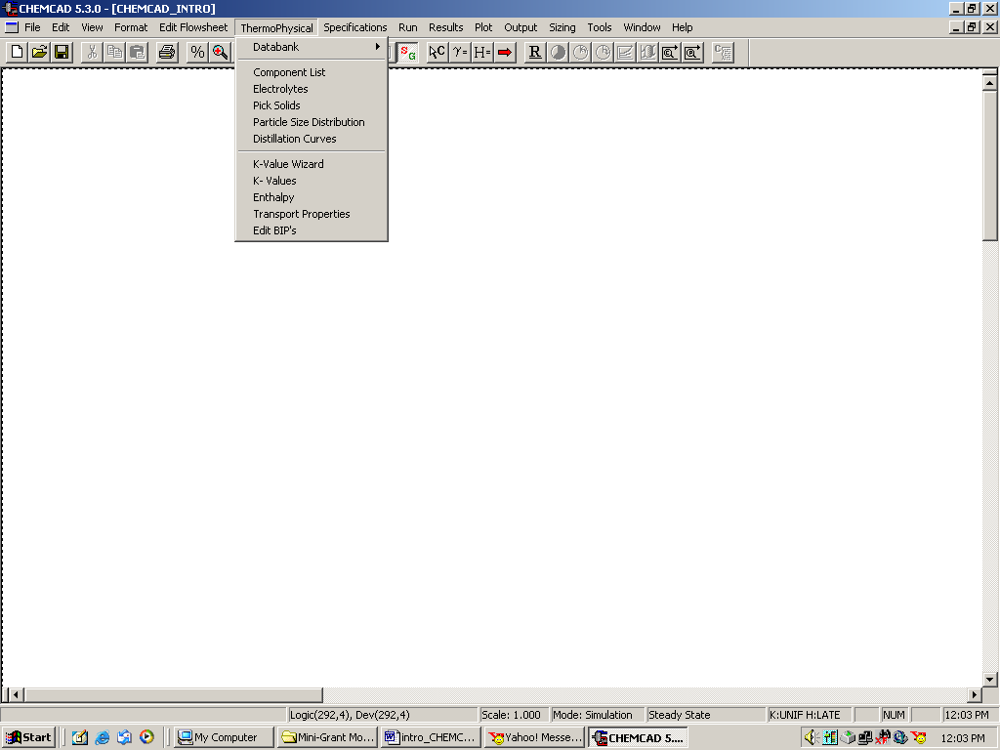 CHEMCAD 5.3.0 - [CHEMCAD_INTRO]
File Edit View Format Edit Flowsheet ThermoPhysical Specifications Run Results Plot Output Sizing Tools Window Help
% S G C γ= H= R
Databank
Component List
Electrolytes
Pick Solids
Particle Size Distribution
Distillation Curves
K-Value Wizard
K- Values
Enthalpy
Transport Properties
Edit BIP's
Logic(292,4), Dev(292,4) Scale: 1.000 Mode: Simulation Steady State K:UNIF H:LATE NUM 12:03 PM
Start My Computer Mini-Grant Mo... intro_CHEMC... Yahoo! Messe... CHEMCAD 5.... 12:03 PM